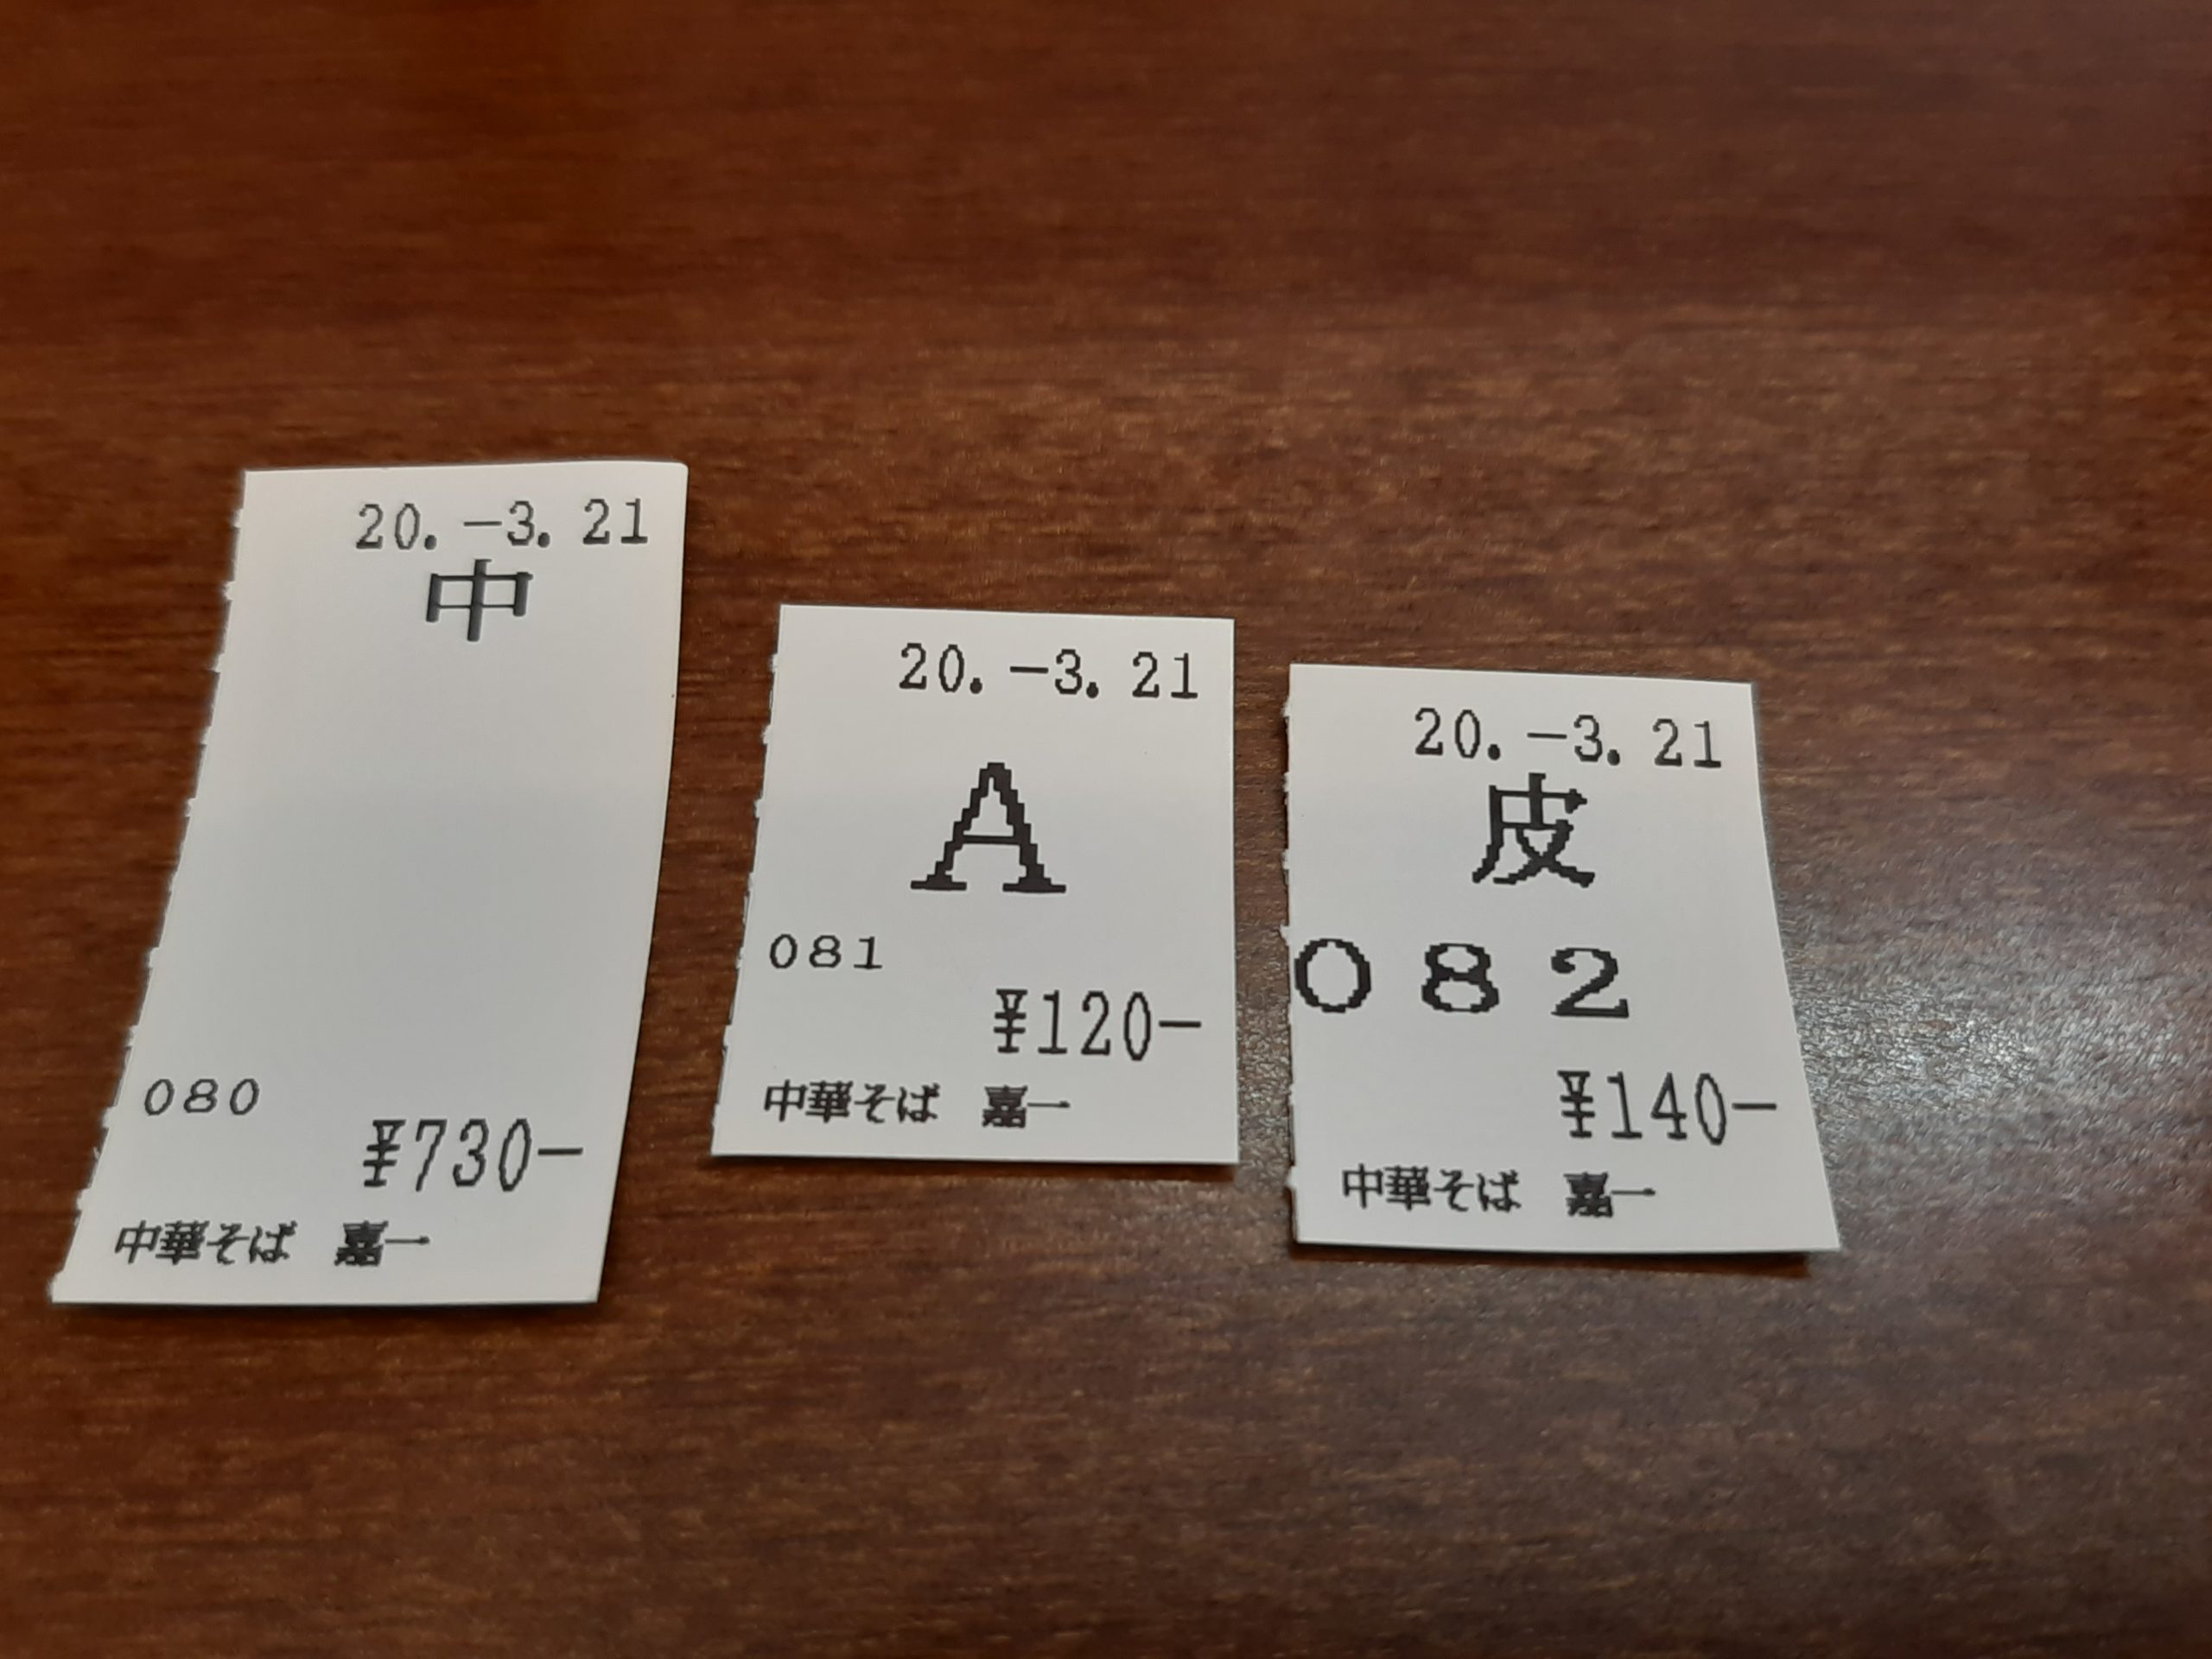 20. -3. 21
中
080
¥730-
中華そば 嘉一
20. -3. 21
A
081
¥120-
中華そば 嘉一
20. -3. 21
皮
082
¥140-
中華そば 嘉一